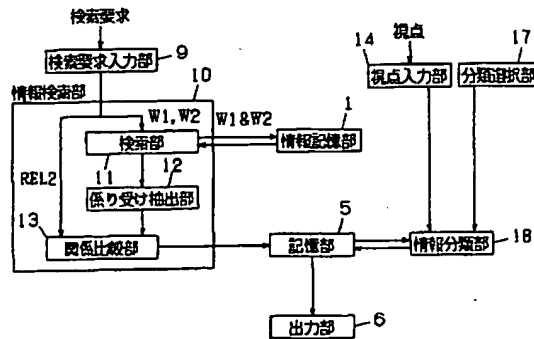 検索要求
検索要求入力部
9
情報検索部
10
W1,W2
W1&W2
検索部
11
1
情報記憶部
REL2
12
係り受け抽出部
13
関係比較部
5
記憶部
6
出力部
視点
14
視点入力部
17
分類選択部
情報分類部
18